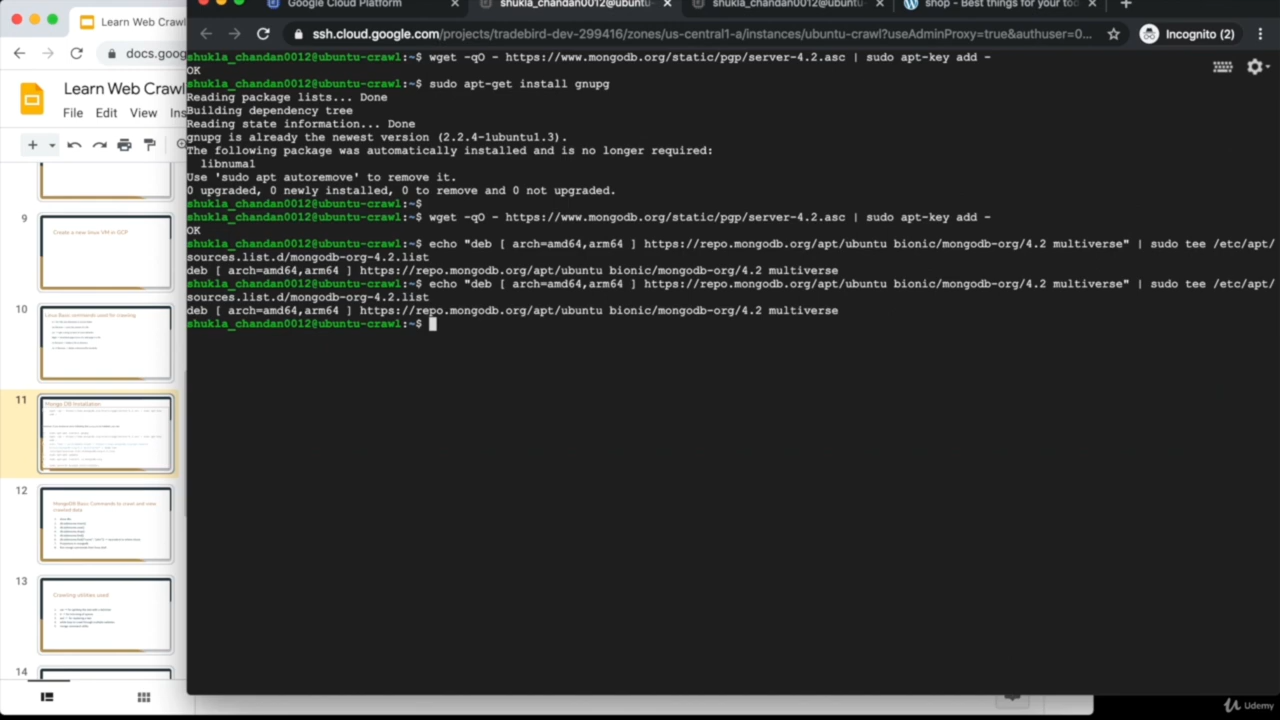 Google Cloud Platform
shukla_chandan0012@ubuntu-
shukla_chandan0012@ubuntu-
shop - Best things for your
Learn Web Crawl
docs.goog
ssh.cloud.google.com/projects/tradebird-dev-299416/zones/us-central1-a/instances/ubuntu-crawl?useAdminProxy=true&authuser=0...
Incognito (2)
Learn Web Crawl
File Edit View Ins
shukla_chandan0012@ubuntu-crawl:~$ wget -qO - https://www.mongodb.org/static/pgp/server-4.2.asc | sudo apt-key add -
OK
shukla_chandan0012@ubuntu-crawl:~$ sudo apt-get install gnupg
Reading package lists... Done
Building dependency tree
Reading state information... Done
gnupg is already the newest version (2.2.4-1ubuntu1.3).
The following package was automatically installed and is no longer required:
libnuma1
Use 'sudo apt autoremove' to remove it.
0 upgraded, 0 newly installed, 0 to remove and 0 not upgraded.
shukla_chandan0012@ubuntu-crawl:~$
shukla_chandan0012@ubuntu-crawl:~$ wget -qO - https://www.mongodb.org/static/pgp/server-4.2.asc | sudo apt-key add -
OK
shukla_chandan0012@ubuntu-crawl:~$ echo "deb [ arch=amd64,arm64 ] https://repo.mongodb.org/apt/ubuntu bionic/mongodb-org/4.2 multiverse" | sudo tee /etc/apt/
sources.list.d/mongodb-org-4.2.list
deb [ arch=amd64,arm64 ] https://repo.mongodb.org/apt/ubuntu bionic/mongodb-org/4.2 multiverse
shukla_chandan0012@ubuntu-crawl:~$ echo "deb [ arch=amd64,arm64 ] https://repo.mongodb.org/apt/ubuntu bionic/mongodb-org/4.2 multiverse" | sudo tee /etc/apt/
sources.list.d/mongodb-org-4.2.list
deb [ arch=amd64,arm64 ] https://repo.mongodb.org/apt/ubuntu bionic/mongodb-org/4.2 multiverse
shukla_chandan0012@ubuntu-crawl:~$
9
Create a new linux VM in GCP
10
Linux Basic commands used for crawling
11
Mongo DB Installation
12
MongoDB Basic Commands to crawl and view
inserted data
13
Crawling utilities used
14
Udemy